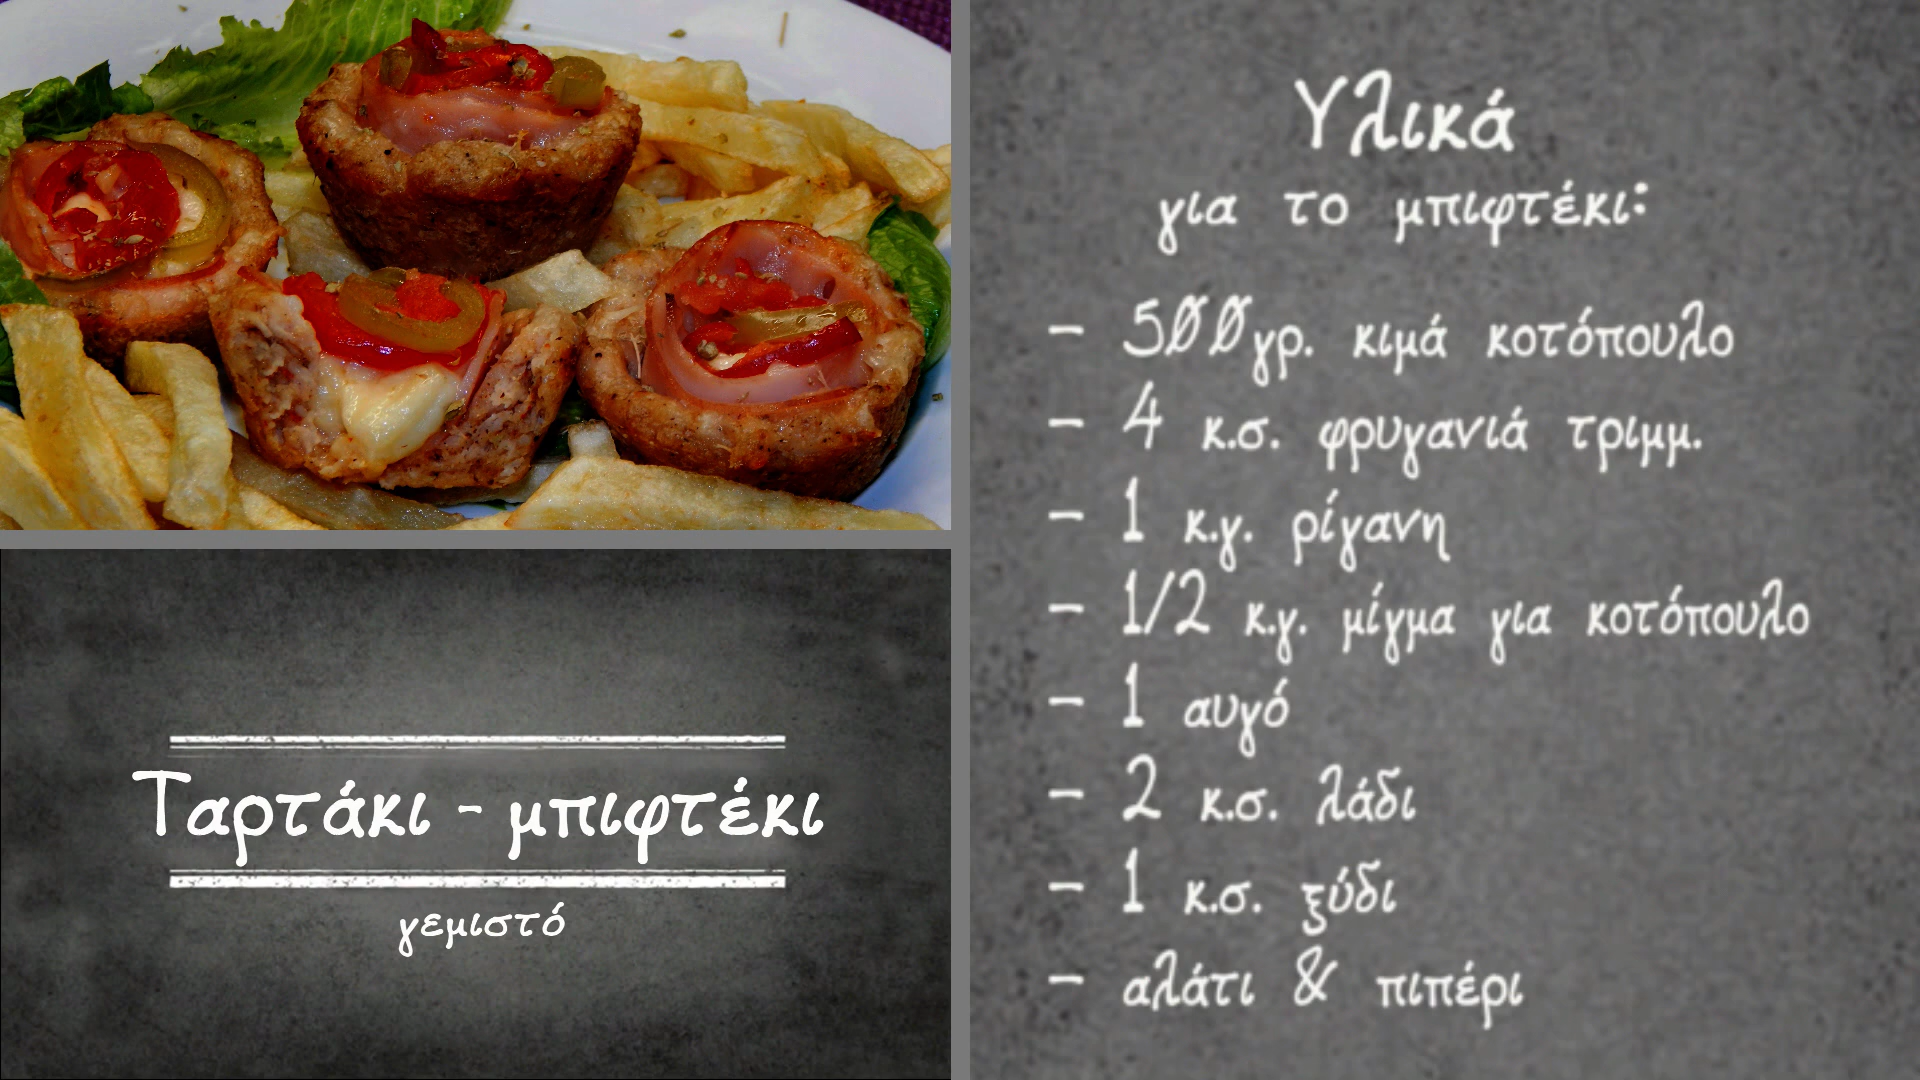 Ταρτάκι - μπιφτέκι
γεμιστό
Υλικά
για το μπιφτέκι:
- 500γρ. κιμά κοτόπουλο
- 4 κ.σ. φρυγανιά τριμμ.
- 1 κ.γ. ρίγανη
- 1/2 κ.γ. μίγμα για κοτόπουλο
- 1 αυγό
- 2 κ.σ. λάδι
- 1 κ.σ. ξύδι
- αλάτι & πιπέρι